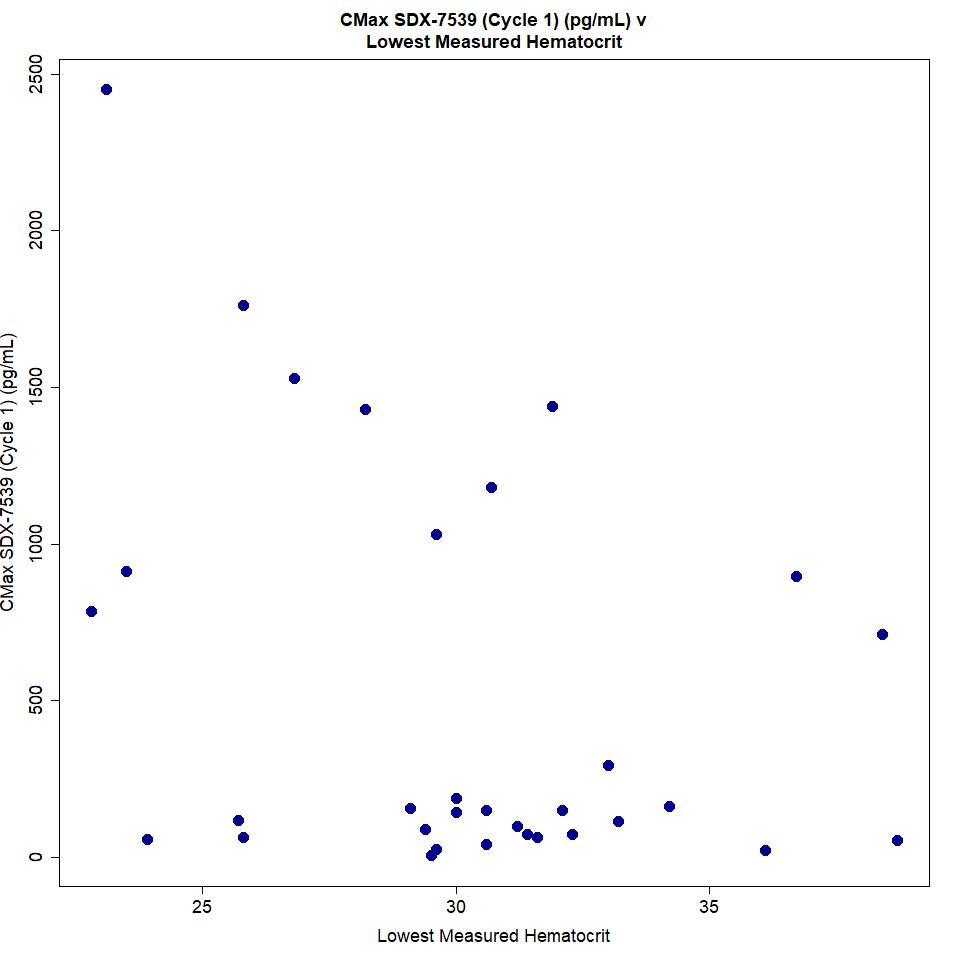 CMax SDX-7539 (Cycle 1) (pg/mL) v
Lowest Measured Hematocrit
2500
2000
1500
1000
500
0
CMax SDX-7539 (Cycle 1) (pg/mL)
25 30 35
Lowest Measured Hematocrit